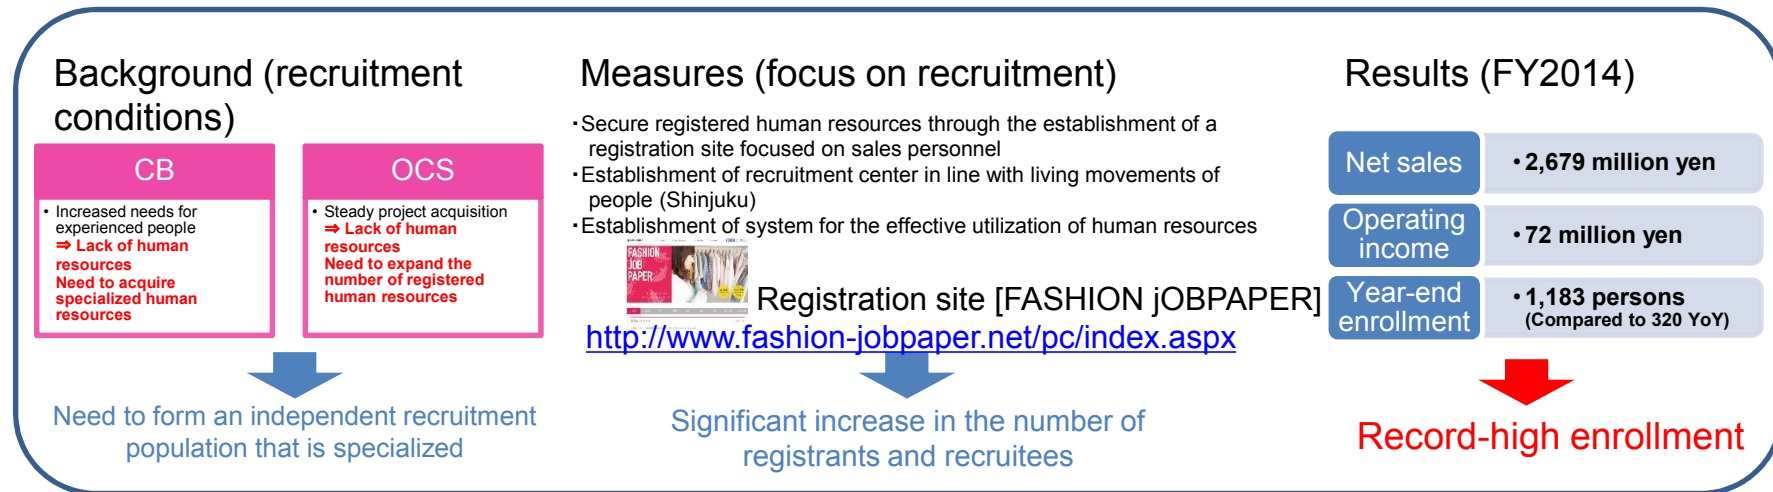 Background (recruitment
conditions)
CB
• Increased needs for
experienced people
⇒ Lack of human
resources
Need to acquire
specialized human
resources
OCS
• Steady project acquisition
⇒ Lack of human
resources
Need to expand the
number of registered
human resources
Need to form an independent recruitment
population that is specialized
Measures (focus on recruitment)
・Secure registered human resources through the establishment of a
registration site focused on sales personnel
・Establishment of recruitment center in line with living movements of
people (Shinjuku)
・Establishment of system for the effective utilization of human resources
FASHION
JOB
PAPER
Registration site [FASHION jOBPAPER]
http://www.fashion-jobpaper.net/pc/index.aspx
Significant increase in the number of
registrants and recruitees
Results (FY2014)
Net sales
• 2,679 million yen
Operating
income
• 72 million yen
Year-end
enrollment
• 1,183 persons
(Compared to 320 YoY)
Record-high enrollment